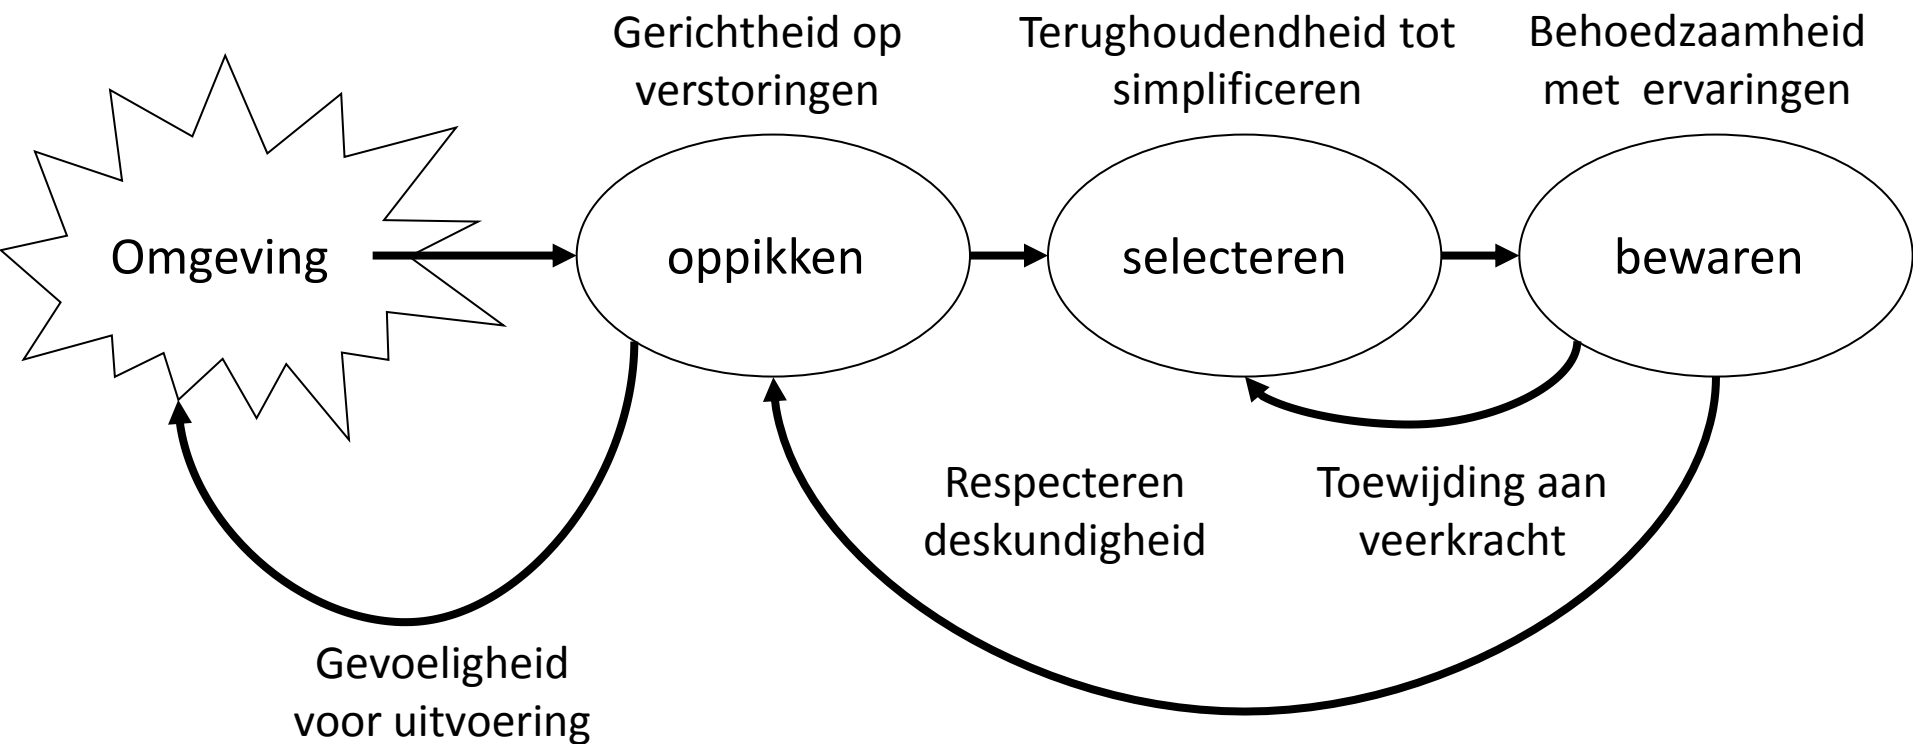 Gerichtheid op
verstoringen
Terughoudendheid tot
simplificeren
Behoedzaamheid
met ervaringen
Omgeving
oppikken
selecteren
bewaren
Respecteren
deskundigheid
Toewijding aan
veerkracht
Gevoeligheid
voor uitvoering